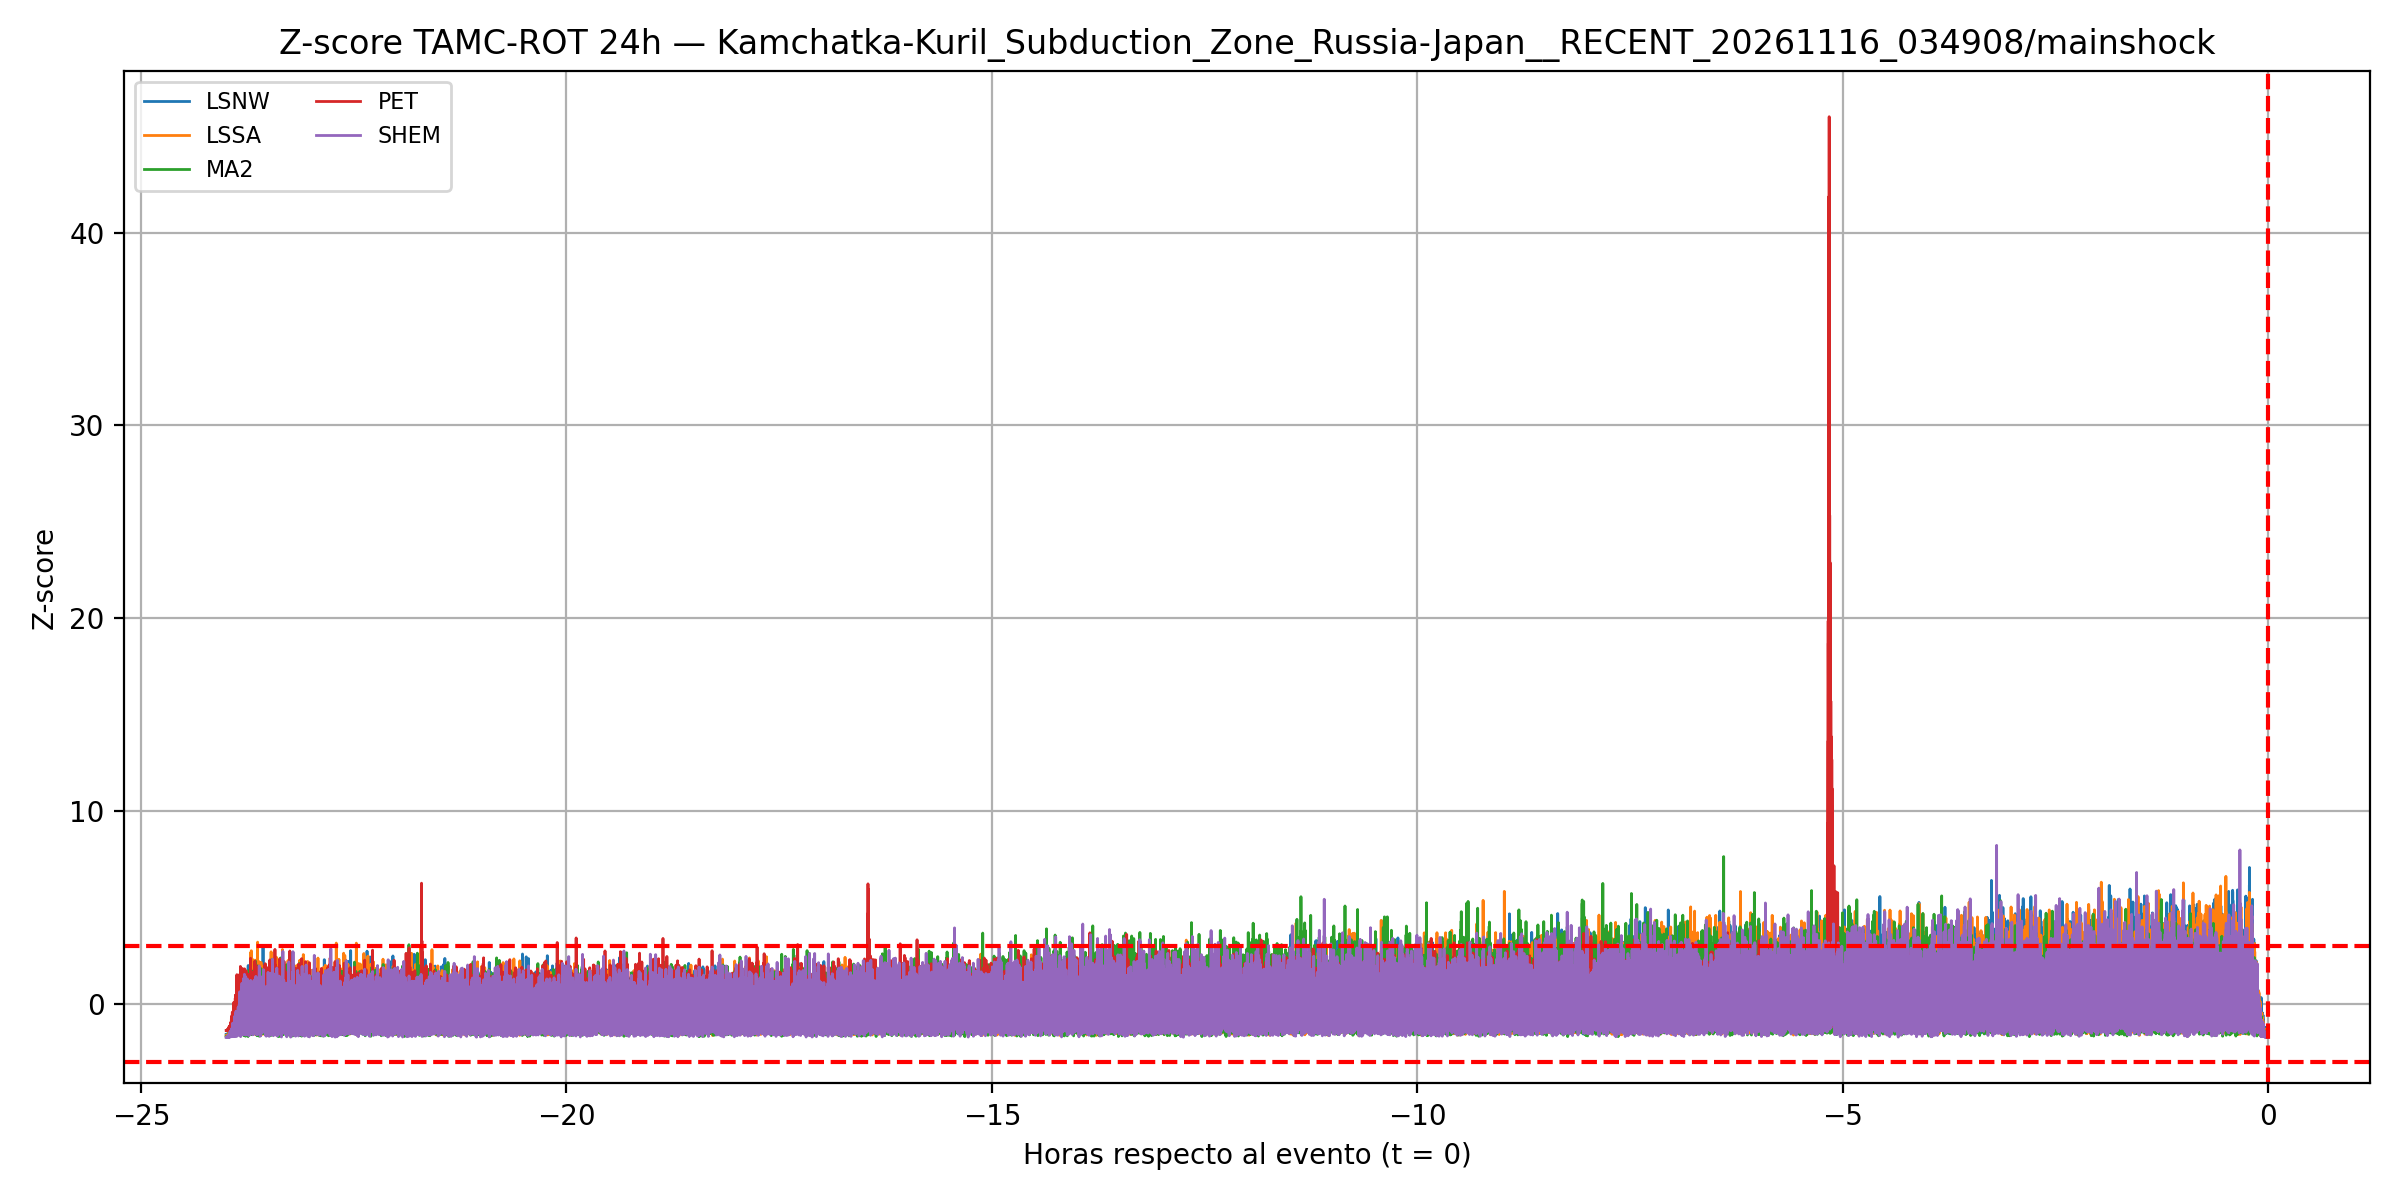 Z-score TAMC-ROT 24h — Kamchatka-Kuril_Subduction_Zone_Russia-Japan__RECENT_20261116_034908/mainshock
LSNW PET
LSSA SHEM
MA2
40
30
20
10
0
Z-score
−25 −20 −15 −10 −5 0
Horas respecto al evento (t = 0)